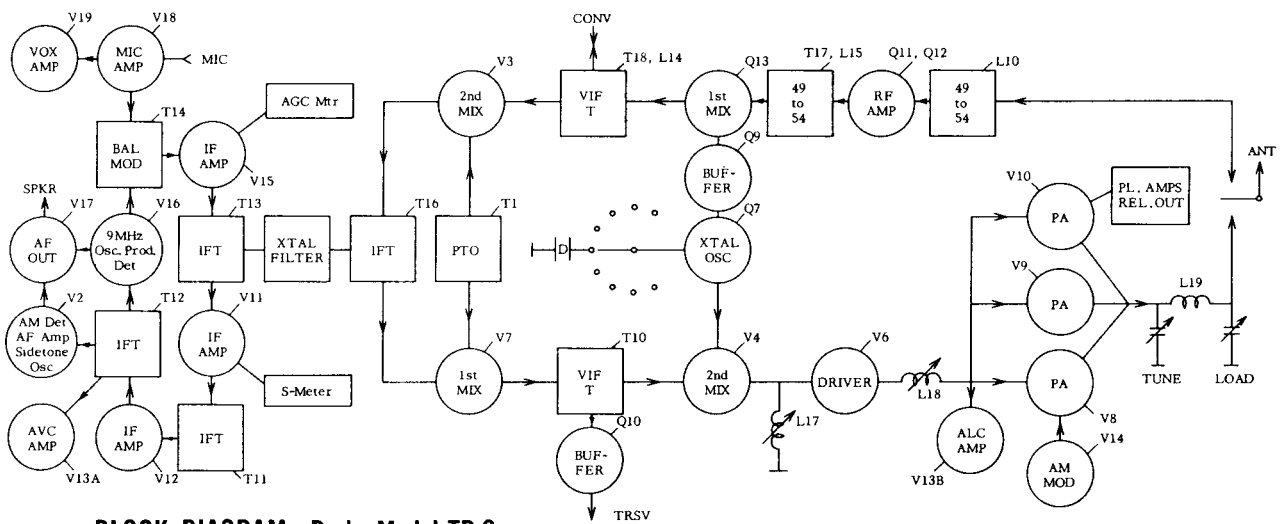 V19
VOX
AMP
V18
MIC
AMP
MIC
T14
BAL
MOD
AGC Mtr
IF
AMP
V15
SPKR
V17
AF
OUT
V16
9MHz
Osc. Prod.
Det
T13
IFT
XTAL
FILTER
T16
IFT
V2
AM Det
AF Amp
Sidetone
Osc
T12
IFT
V11
IF
AMP
S-Meter
AVC
AMP
V13A
IF
AMP
V12
IFT
T11
V3
2nd
MIX
T1
PTO
V7
1st
MIX
CONV
T18, L14
VIF
T
Q13
1st
MIX
T17, L15
49
to
54
Q11, Q12
RF
AMP
L10
49
to
54
Q9
BUF-
FER
Q7
XTAL
OSC
D
T10
VIF
T
Q10
BUF-
FER
TRSV
V4
2nd
MIX
L17
V6
DRIVER
L18
ALC
AMP
V13B
V10
PA
PL. AMPS
REL. OUT
V9
PA
PA
V8
V14
AM
MOD
ANT
L19
TUNE
LOAD